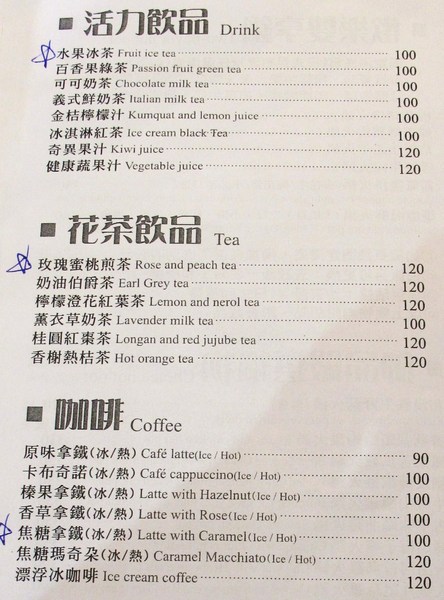 ■ 活力飲品 Drink
水果冰茶 Fruit ice tea 100
百香果綠茶 Passion fruit green tea 100
可可奶茶 Chocolate milk tea 100
義式鮮奶茶 Italian milk tea 100
金桔檸檬汁 Kumquat and lemon juice 100
冰淇淋紅茶 Ice cream black Tea 100
奇異果汁 Kiwi juice 120
健康蔬果汁 Vegetable juice 120
■ 花茶飲品 Tea
玫瑰蜜桃煎茶 Rose and peach tea 120
奶油伯爵茶 Earl Grey tea 120
檸檬澄花紅葉茶 Lemon and nerol tea 120
薰衣草奶茶 Lavender milk tea 100
桂圓紅棗茶 Longan and red jujube tea 120
香榭熱桔茶 Hot orange tea 120
■ 咖啡 Coffee
原味拿鐵(冰/熱) Café latte(Ice / Hot) 90
卡布奇諾(冰/熱) Café cappuccino(Ice / Hot) 100
榛果拿鐵(冰/熱) Latte with Hazelnut(Ice / Hot) 100
香草拿鐵(冰/熱) Latte with Rose(Ice / Hot) 100
焦糖拿鐵(冰/熱) Latte with Caramel(Ice / Hot) 100
焦糖瑪奇朵(冰/熱) Caramel Macchiato(Ice / Hot) 120
漂浮冰咖啡 Ice cream coffee 120